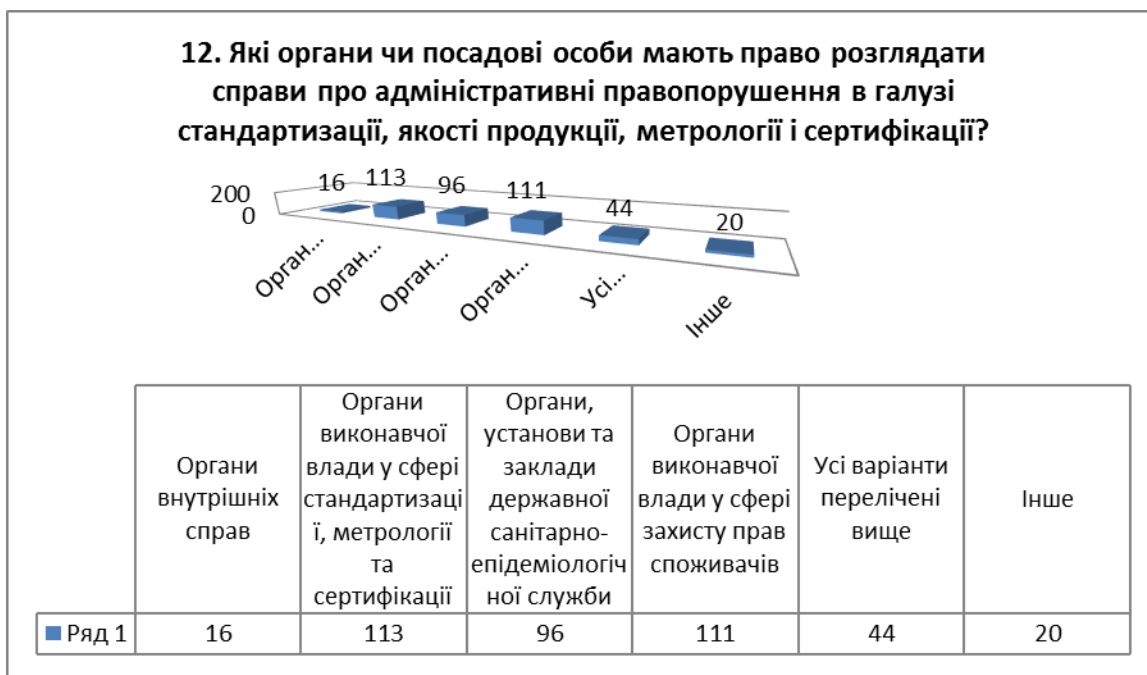 12. Які органи чи посадові особи мають право розглядати
справи про адміністративні правопорушення в галузі
стандартизації, якості продукції, метрології і сертифікації?
200
0
16
113
96
111
44
20
Орган...
Орган...
Орган...
Орган...
Усі...
Інше
Органи
внутрішніх
справ
Органи
виконавчої
влади у сфері
стандартизаці
ї, метрології
та
сертифікації
Органи,
установи та
заклади
державної
санітарно-
епідеміологіч
ної служби
Органи
виконавчої
влади у сфері
захисту прав
споживачів
Усі варіанти
перелічені
вище
Інше
Ряд 1
16
113
96
111
44
20